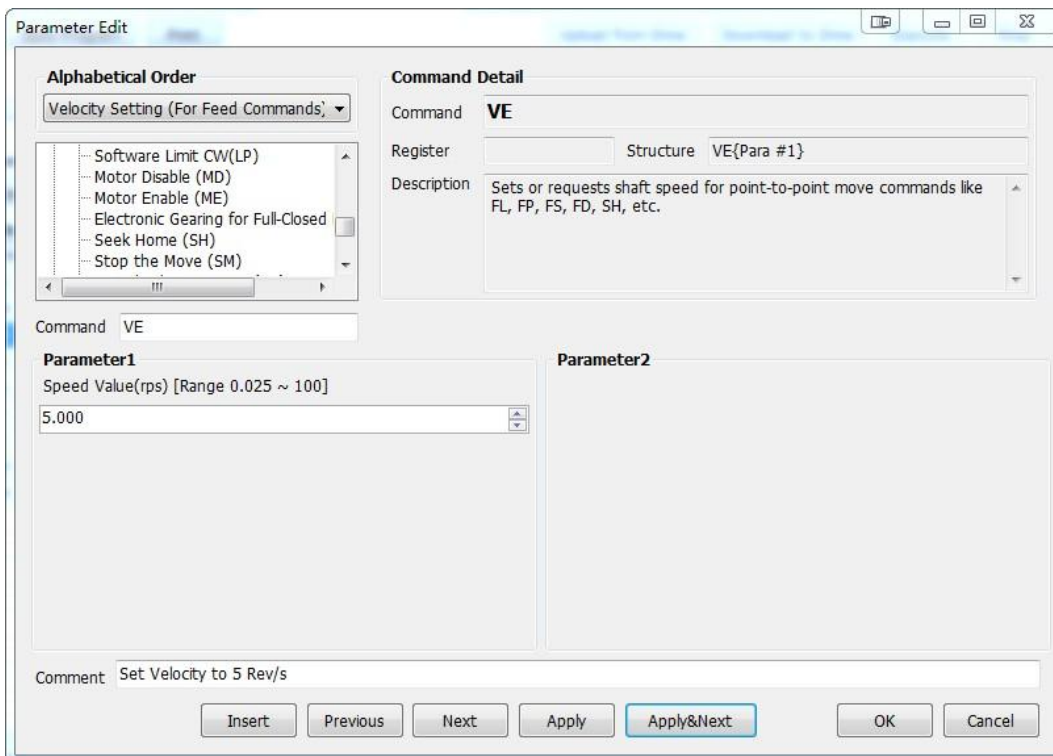 Parameter Edit
Alphabetical Order
Velocity Setting (For Feed Commands)
Software Limit CW(LP)
Motor Disable (MD)
Motor Enable (ME)
Electronic Gearing for Full-Closed
Seek Home (SH)
Stop the Move (SM)
Command VE
Command Detail
Command VE
Register Structure VE{Para #1}
Description Sets or requests shaft speed for point-to-point move commands like
FL, FP, FS, FD, SH, etc.
Parameter1
Speed Value(rps) [Range 0.025 ~ 100]
5.000
Parameter2
Comment Set Velocity to 5 Rev/s
Insert Previous Next Apply Apply&Next OK Cancel